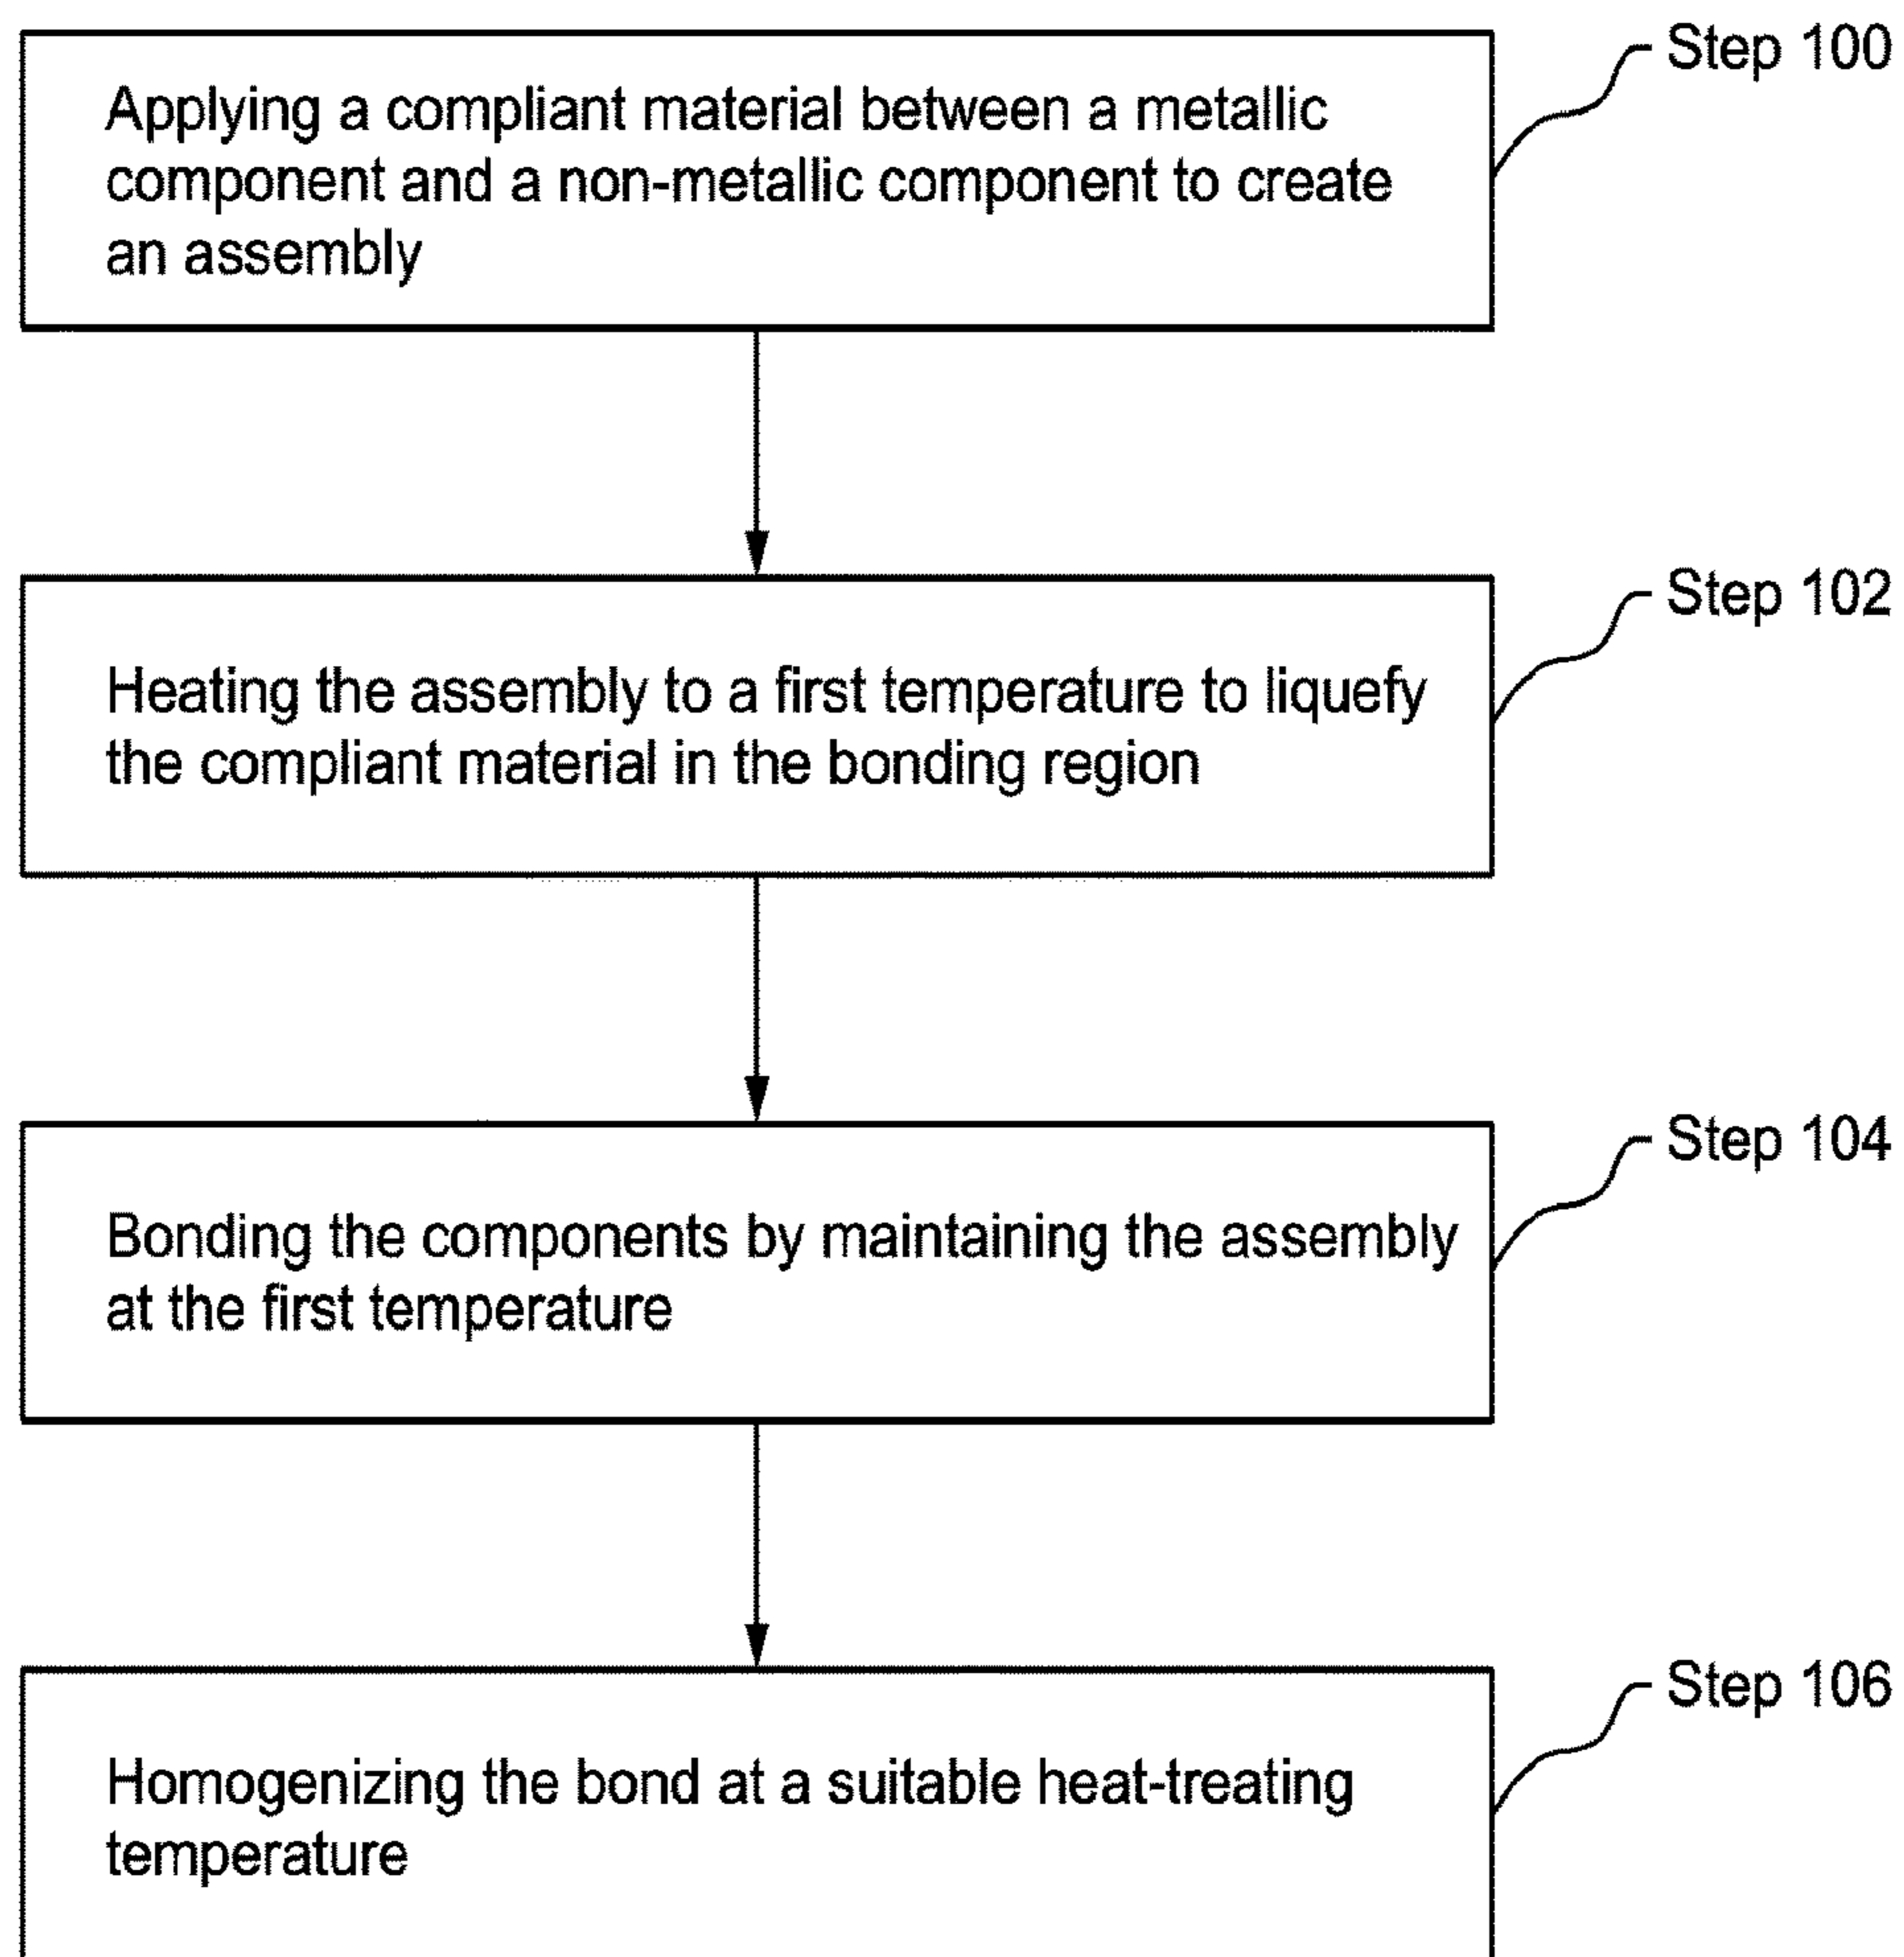 Step 100
Applying a compliant material between a metallic
component and a non-metallic component to create
an assembly
Step 102
Heating the assembly to a first temperature to liquefy
the compliant material in the bonding region
Step 104
Bonding the components by maintaining the assembly
at the first temperature
Step 106
Homogenizing the bond at a suitable heat-treating
temperature